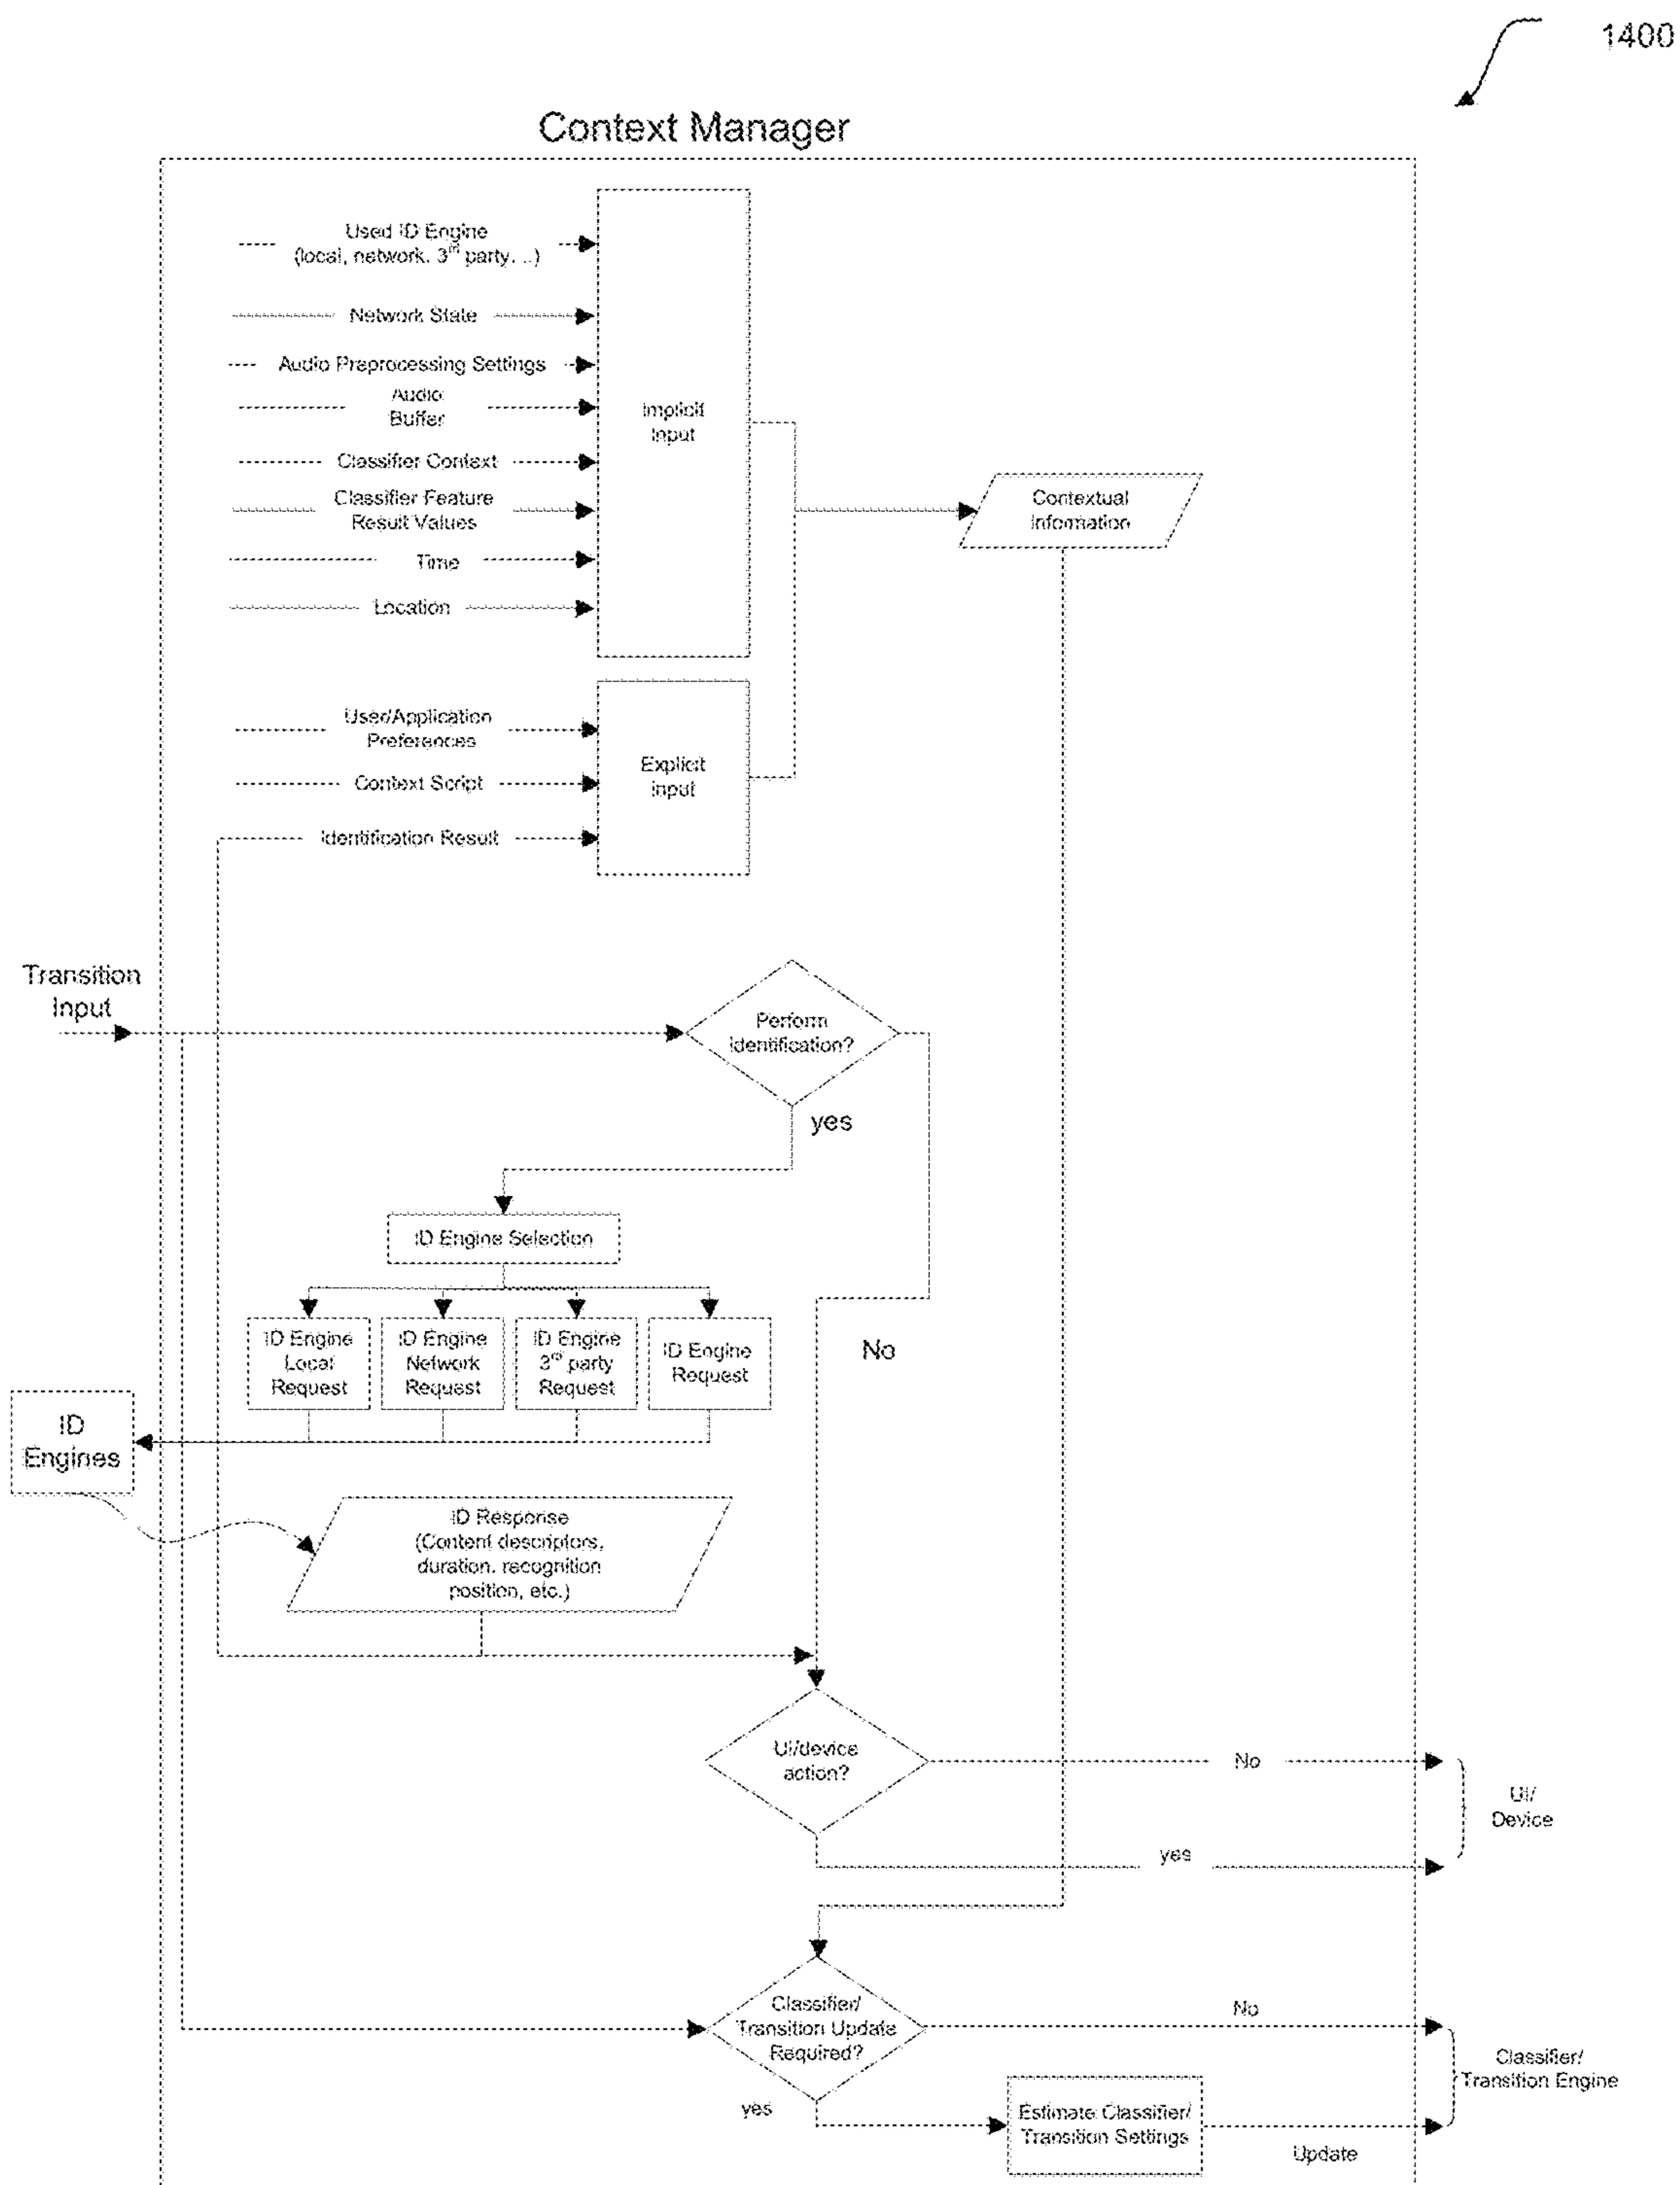 1400
Context Manager
Used ID Engine
(local, network, 3rd party, ..)
Network State
Audio Preprocessing Settings
Audio
Buffer
Classifier Context
Classifier Feature
Result Values
Time
Location
Implicit
Input
Contextual
Information
User/Application
Preferences
Context Script
Identification Result
Explicit
Input
Transition
Input
Perform
Identification?
yes
No
ID Engine Selection
ID Engine
Local
Request
ID Engine
Network
Request
ID Engine
3rd party
Request
ID Engine
Request
ID
Engines
ID Response
(Content descriptors,
duration, recognition
position, etc.)
UI/device
action?
No
yes
UI/
Device
Classifier/
Transition Update
Required?
No
yes
Estimate Classifier/
Transition Settings
Update
Classifier/
Transition Engine